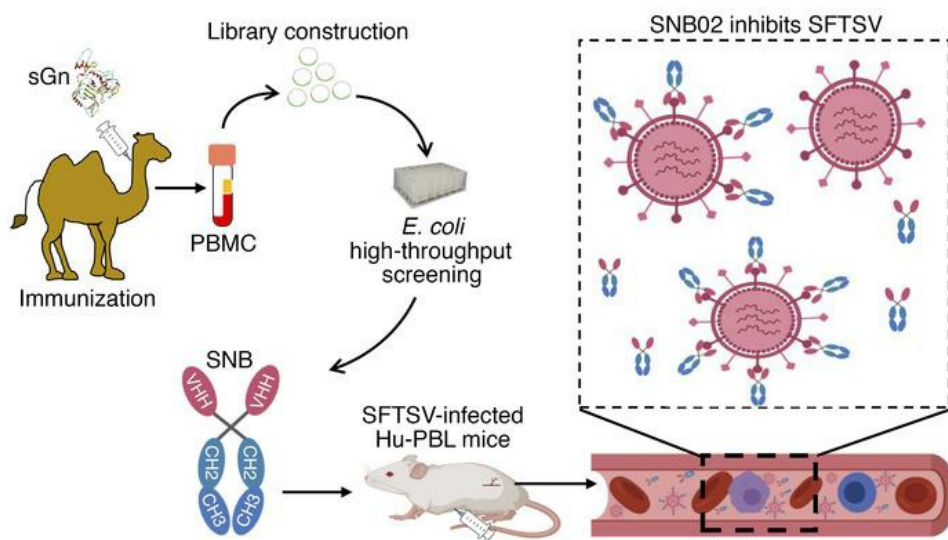 SNB02 inhibits SFTSV
Library construction
sGn
PBMC
E. coli
high-throughput
screening
Immunization
SNB
VHH
VHH
CH2
CH2
CH3
CH3
SFTSV-infected
Hu-PBL mice